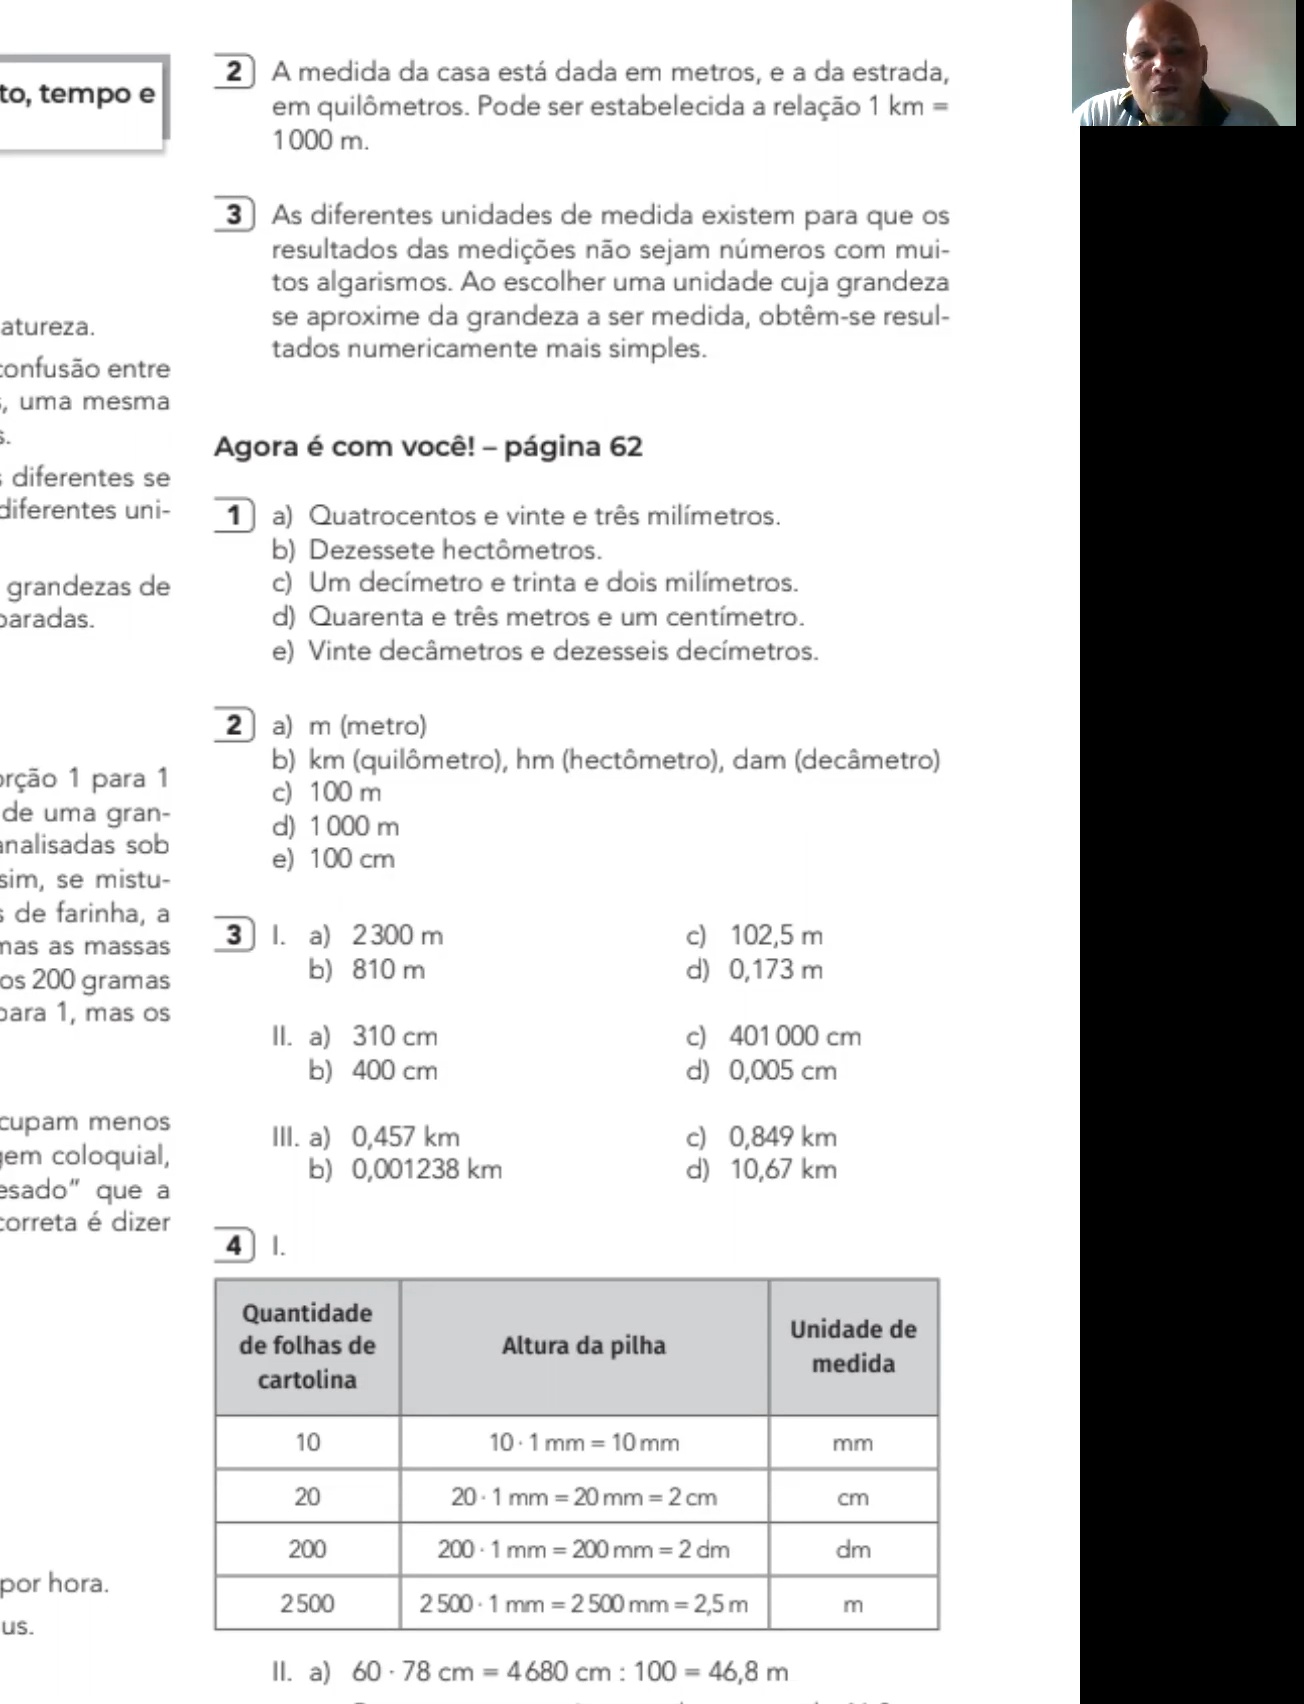 to, tempo e
atureza.
confusão entre
, uma mesma
s.
s diferentes se
diferentes uni-
grandezas de
paradas.
orção 1 para 1
de uma gran-
analisadas sob
sim, se mistu-
s de farinha, a
mas as massas
os 200 gramas
para 1, mas os
cupam menos
gem coloquial,
esado" que a
correta é dizer
por hora.
us.
2 A medida da casa está dada em metros, e a da estrada,
em quilômetros. Pode ser estabelecida a relação 1 km =
1 000 m.
3 As diferentes unidades de medida existem para que os
resultados das medições não sejam números com mui-
tos algarismos. Ao escolher uma unidade cuja grandeza
se aproxime da grandeza a ser medida, obtêm-se resul-
tados numericamente mais simples.
Agora é com você! – página 62
1 a) Quatrocentos e vinte e três milímetros.
b) Dezessete hectômetros.
c) Um decímetro e trinta e dois milímetros.
d) Quarenta e três metros e um centímetro.
e) Vinte decâmetros e dezesseis decímetros.
2 a) m (metro)
b) km (quilômetro), hm (hectômetro), dam (decâmetro)
c) 100 m
d) 1 000 m
e) 100 cm
3 I. a) 2 300 m c) 102,5 m
b) 810 m d) 0,173 m
II. a) 310 cm c) 401 000 cm
b) 400 cm d) 0,005 cm
III. a) 0,457 km c) 0,849 km
b) 0,001238 km d) 10,67 km
4 I.
Quantidade
de folhas de
cartolina
Altura da pilha
Unidade de
medida
10 10 · 1 mm = 10 mm mm
20 20 · 1 mm = 20 mm = 2 cm cm
200 200 · 1 mm = 200 mm = 2 dm dm
2 500 2 500 · 1 mm = 2 500 mm = 2,5 m m
II. a) 60 · 78 cm = 4 680 cm : 100 = 46,8 m